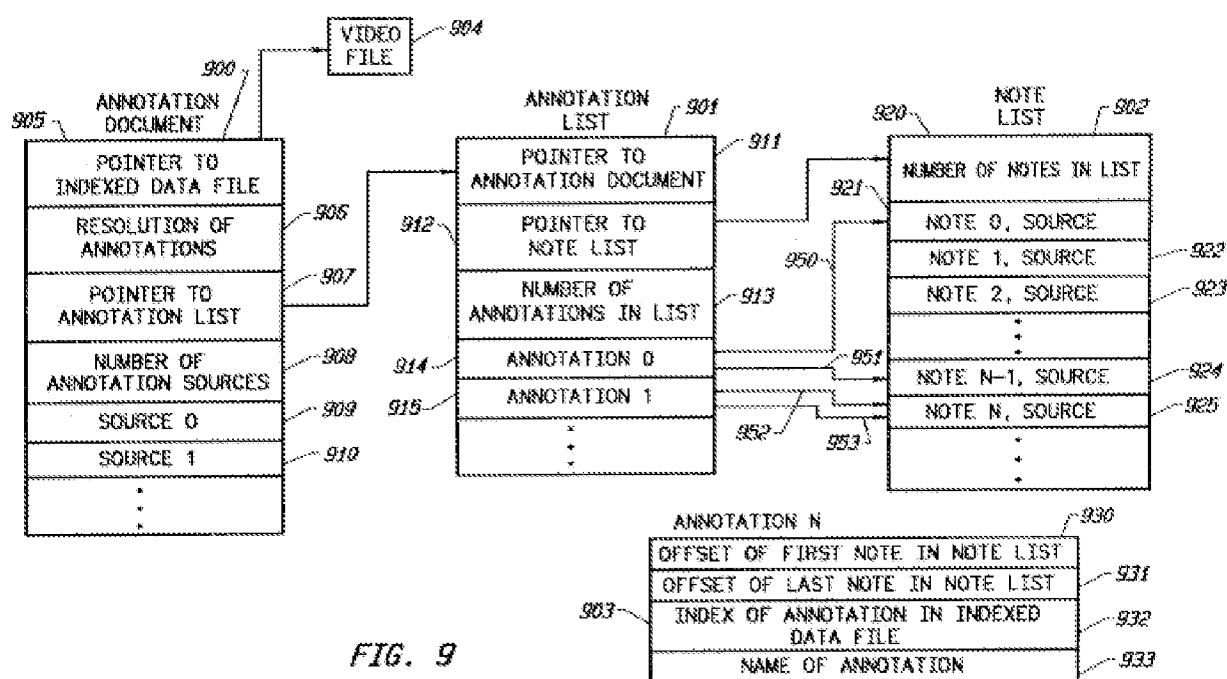 VIDEO
FILE
904
900
ANNOTATION
DOCUMENT
905
POINTER TO
INDEXED DATA FILE
RESOLUTION OF
ANNOTATIONS
906
POINTER TO
ANNOTATION LIST
907
NUMBER OF
ANNOTATION SOURCES
908
SOURCE 0
909
SOURCE 1
910
ANNOTATION
LIST
901
POINTER TO
ANNOTATION DOCUMENT
911
912
POINTER TO
NOTE LIST
NUMBER OF
ANNOTATIONS IN LIST
913
914
ANNOTATION 0
915
ANNOTATION 1
950
951
952
953
NOTE
LIST
920
902
NUMBER OF NOTES IN LIST
921
NOTE 0, SOURCE
NOTE 1, SOURCE
922
NOTE 2, SOURCE
923
NOTE N-1, SOURCE
924
NOTE N, SOURCE
925
ANNOTATION N
930
OFFSET OF FIRST NOTE IN NOTE LIST
OFFSET OF LAST NOTE IN NOTE LIST
931
903
INDEX OF ANNOTATION IN INDEXED
DATA FILE
932
NAME OF ANNOTATION
933
FIG. 9